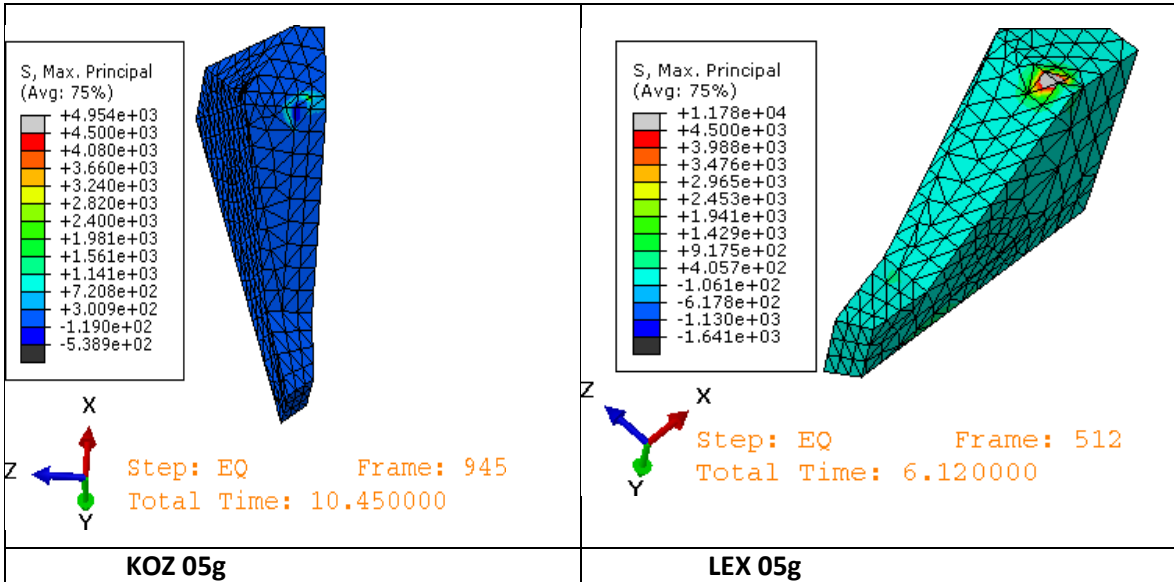 S, Max. Principal
(Avg: 75%)
+4.954e+03
+4.500e+03
+4.080e+03
+3.660e+03
+3.240e+03
+2.820e+03
+2.400e+03
+1.981e+03
+1.561e+03
+1.141e+03
+7.208e+02
+3.009e+02
-1.190e+02
-5.389e+02
X
Z
Y
Step: EQ Frame: 945
Total Time: 10.450000
KOZ 05g
S, Max. Principal
(Avg: 75%)
+1.178e+04
+4.500e+03
+3.988e+03
+3.476e+03
+2.965e+03
+2.453e+03
+1.941e+03
+1.429e+03
+9.175e+02
+4.057e+02
-1.061e+02
-6.178e+02
-1.130e+03
-1.641e+03
Z
X
Y
Step: EQ Frame: 512
Total Time: 6.120000
LEX 05g